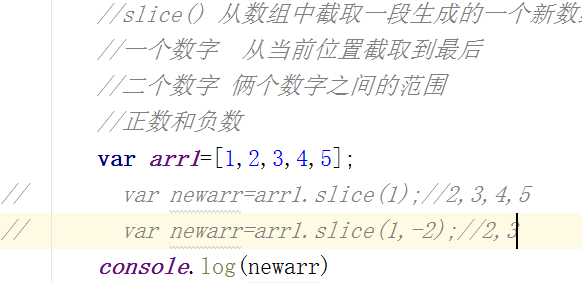 //slice() 从数组中截取一段生成的一个新数
//一个数字 从当前位置截取到最后
//二个数字 俩个数字之间的范围
//正数和负数
var arr1=[1,2,3,4,5];
// var newarr=arr1.slice(1);//2,3,4,5
// var newarr=arr1.slice(1,-2);//2,3
console.log(newarr)